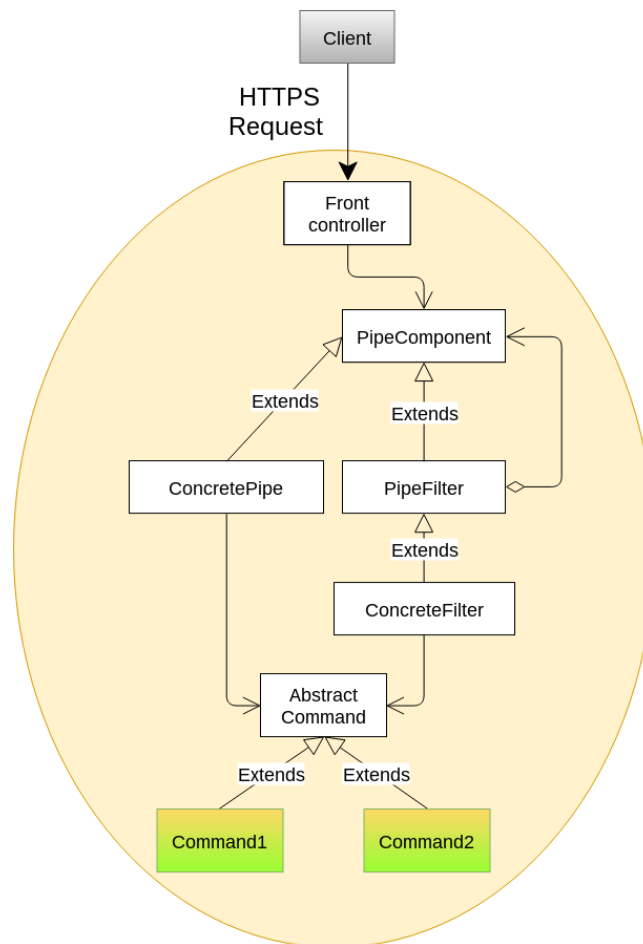 Client
HTTPS
Request
Front
controller
PipeComponent
Extends
Extends
ConcretePipe
PipeFilter
Extends
ConcreteFilter
Abstract
Command
Extends
Extends
Command1
Command2